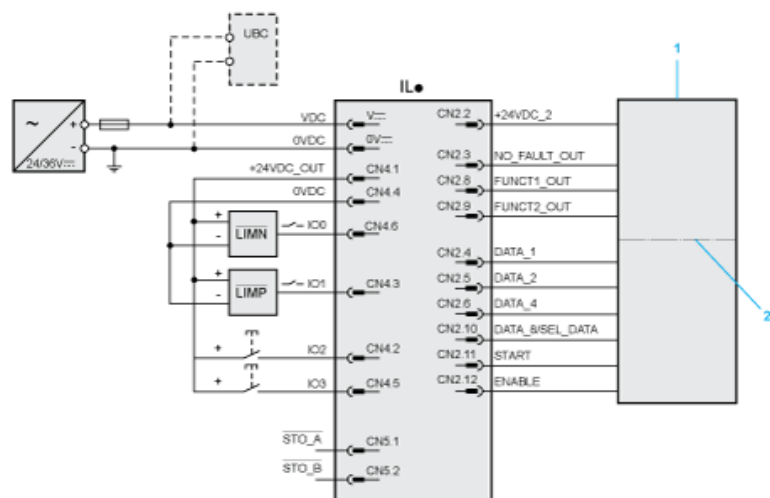 UBC
1
IL●
~
+
-
24/36V
VDC
V
CN2.2
+24VDC_2
0VDC
0V
CN2.3
NO_FAULT_OUT
+24VDC_OUT
CN4.1
CN2.8
FUNCT1_OUT
0VDC
CN4.4
CN2.9
FUNCT2_OUT
+
-
LIMN
IO0
CN4.6
CN2.4
DATA_1
2
+
-
LIMP
IO1
CN4.3
CN2.5
DATA_2
CN2.6
DATA_4
CN2.10
DATA_8/SEL_DATA
+
IO2
CN4.2
CN2.11
START
+
IO3
CN4.5
CN2.12
ENABLE
STO_A
CN5.1
STO_B
CN5.2